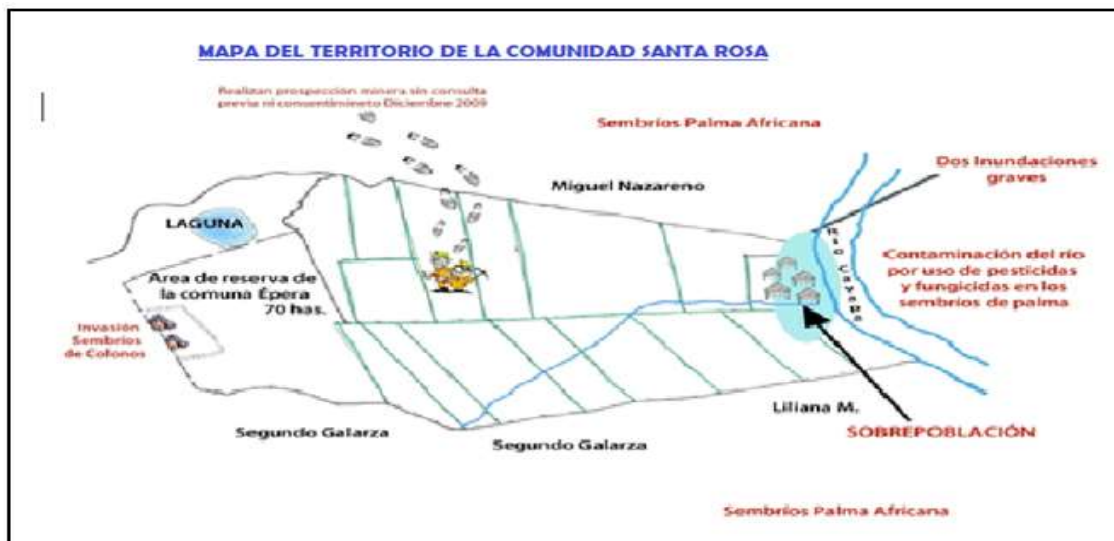 MAPA DEL TERRITORIO DE LA COMUNIDAD SANTA ROSA
Realizan prospección minera sin consulta
previa ni consentimineto Diciembre 2009
Sembríos Palma Africana
Dos Inundaciones
graves
Miguel Nazareno
LAGUNA
Río Cayapa
Contaminación del río
por uso de pesticidas
y fungicidas en los
sembríos de palma
Area de reserva de
la comuna Épera
70 has.
Invasión
Sembríos
de Colonos
Liliana M.
SOBREPOBLACIÓN
Segundo Galarza
Segundo Galarza
Sembríos Palma Africana